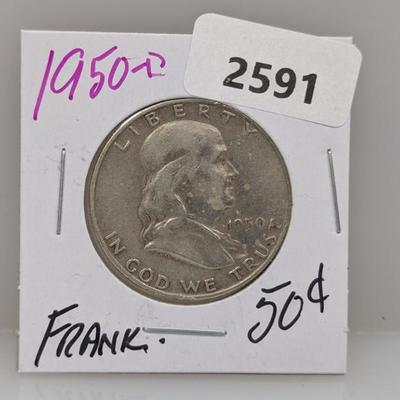 1950-D
2591
LIBERTY
1950
IN GOD WE TRUST
FRANK.
50¢